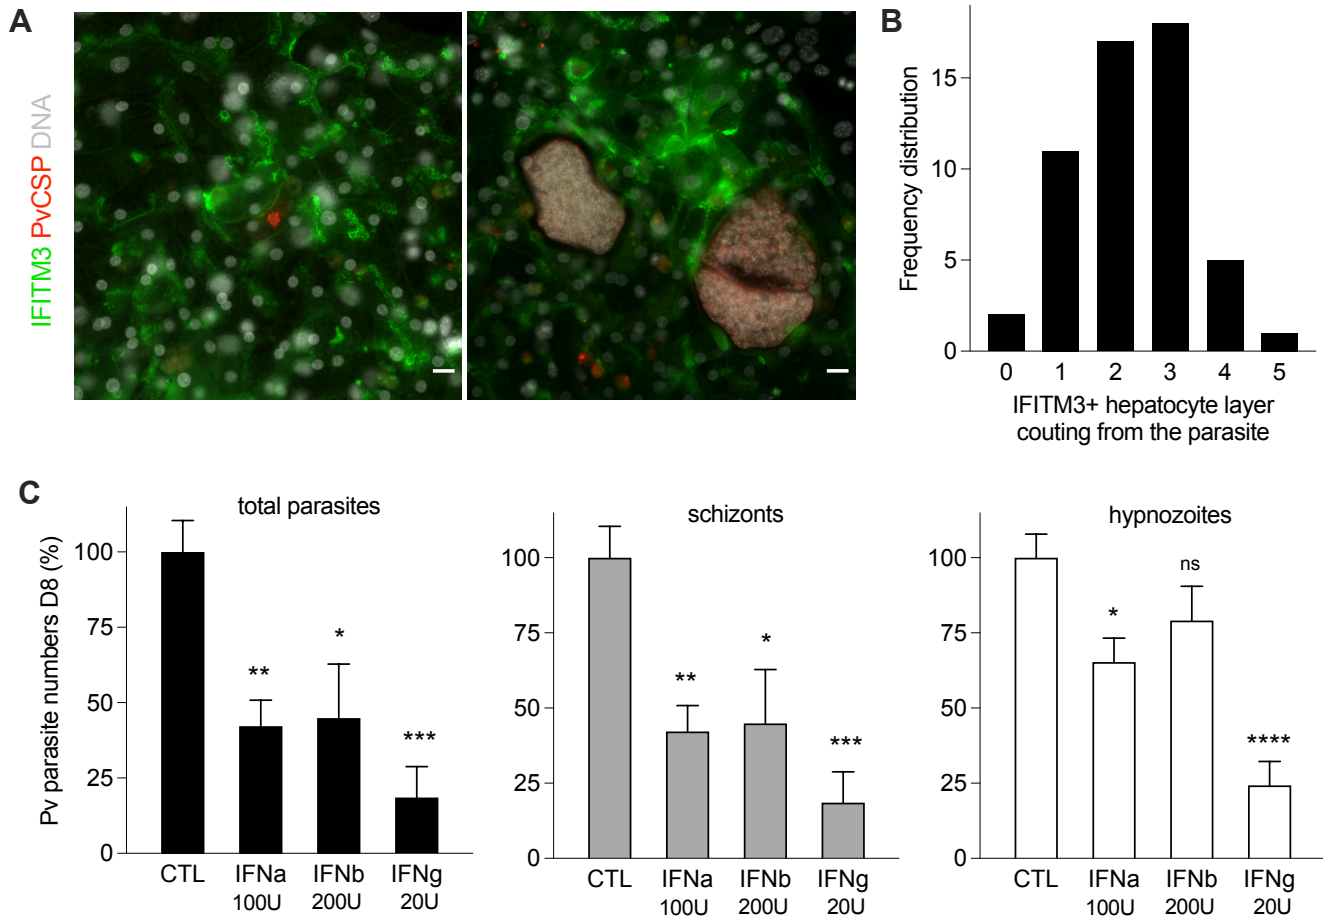 A
IFITM3 PvCSP DNA
B
Frequency distribution
15
10
5
0
0 1 2 3 4 5
IFITM3+ hepatocyte layer
couting from the parasite
C
Pv parasite numbers D8 (%)
total parasites
100
75
50
25
0
**
*
***
CTL IFNa IFNb IFNg
100U 200U 20U
schizonts
100
75
50
25
0
**
*
***
CTL IFNa IFNb IFNg
100U 200U 20U
hypnozoites
100
75
50
25
0
*
ns
****
CTL IFNa IFNb IFNg
100U 200U 20U